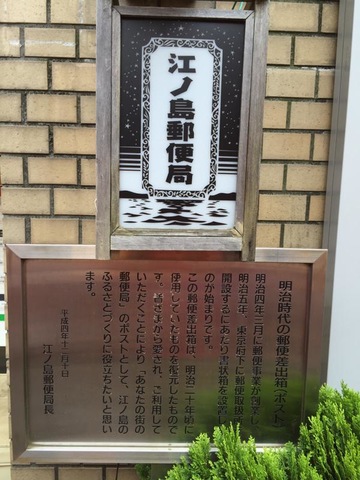 江ノ島郵便局
明治時代の郵便差出箱(ポスト)
明治四年三月に郵便事業が創業し、
明治五年、東京府下に郵便取扱
開設するにあたり書状箱を設置
のが始まりです。
この郵便差出箱は、明治二十年頃に
使用していたものを復元したもので
す。皆さまから愛され、ご利用して
いただくことにより「あなたの街の
郵便局」のポストとして、江ノ島の
ふるさとづくりに役立ちたいと思い
ます。
平成四年十二月十日
江ノ島郵便局長